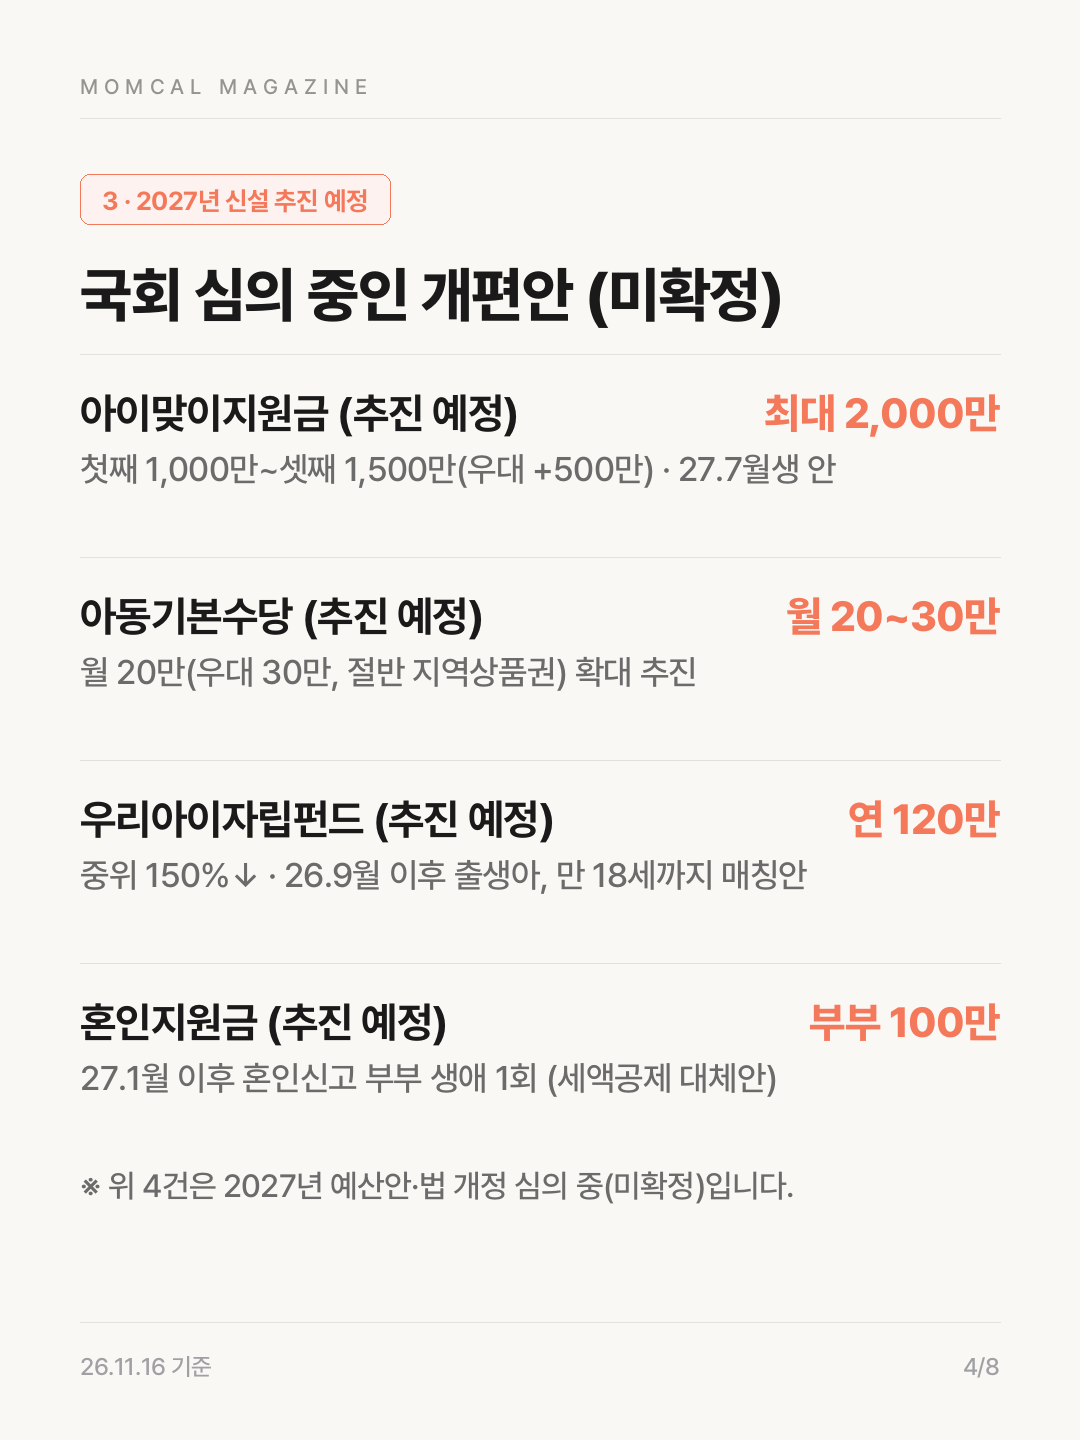 MOMCAL MAGAZINE
3 · 2027년 신설 추진 예정
국회 심의 중인 개편안 (미확정)
아이맞이지원금 (추진 예정) 최대 2,000만
첫째 1,000만~셋째 1,500만(우대 +500만) · 27.7월생 안
아동기본수당 (추진 예정) 월 20~30만
월 20만(우대 30만, 절반 지역상품권) 확대 추진
우리아이자립펀드 (추진 예정) 연 120만
중위 150%↓ · 26.9월 이후 출생아, 만 18세까지 매칭안
혼인지원금 (추진 예정) 부부 100만
27.1월 이후 혼인신고 부부 생애 1회 (세액공제 대체안)
※ 위 4건은 2027년 예산안·법 개정 심의 중(미확정)입니다.
26.11.16 기준 4/8